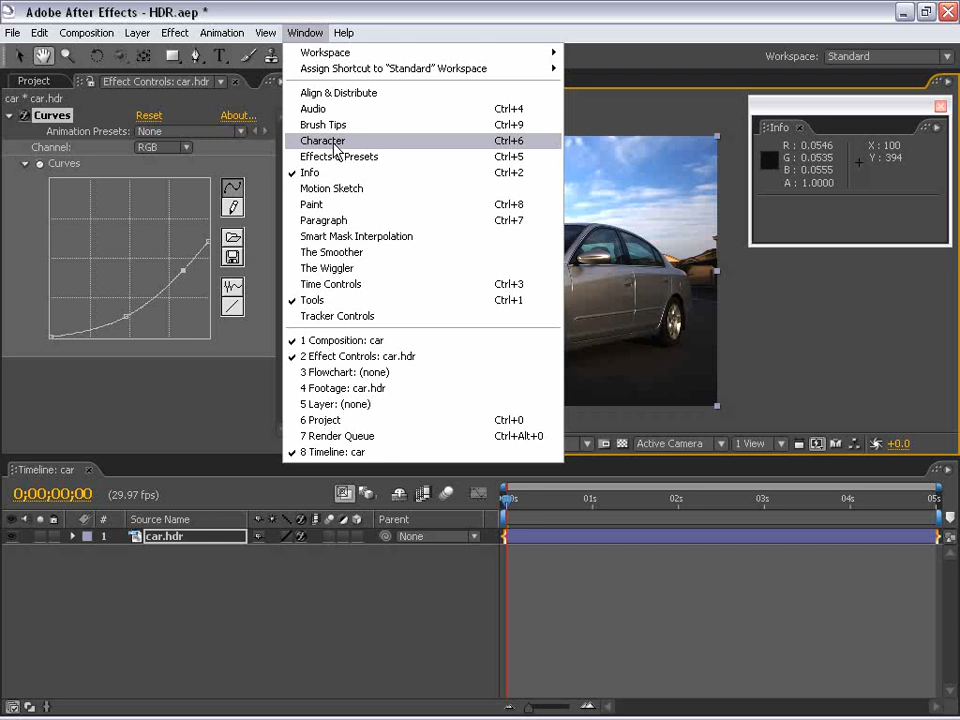 Adobe After Effects - HDR.aep *
File Edit Composition Layer Effect Animation View Window Help
Workspace: Standard
Project Effect Controls: car.hdr
car * car.hdr
Curves Reset About...
Animation Presets: None
Channel: RGB
Curves
Workspace
Assign Shortcut to "Standard" Workspace
Align & Distribute
Audio Ctrl+4
Brush Tips Ctrl+9
Character Ctrl+6
Effects & Presets Ctrl+5
Info Ctrl+2
Motion Sketch
Paint Ctrl+8
Paragraph Ctrl+7
Smart Mask Interpolation
The Smoother
The Wiggler
Time Controls Ctrl+3
Tools Ctrl+1
Tracker Controls
1 Composition: car
2 Effect Controls: car.hdr
3 Flowchart: (none)
4 Footage: car.hdr
5 Layer: (none)
6 Project Ctrl+0
7 Render Queue Ctrl+Alt+0
8 Timeline: car
Info
R : 0.0546 X : 100
G : 0.0535 Y : 394
B : 0.0555
A : 1.0000
Active Camera 1 View +0.0
Timeline: car
0;00;00;00 (29.97 fps)
01s 02s 03s 04s 05s
# Source Name Parent
1 car.hdr None